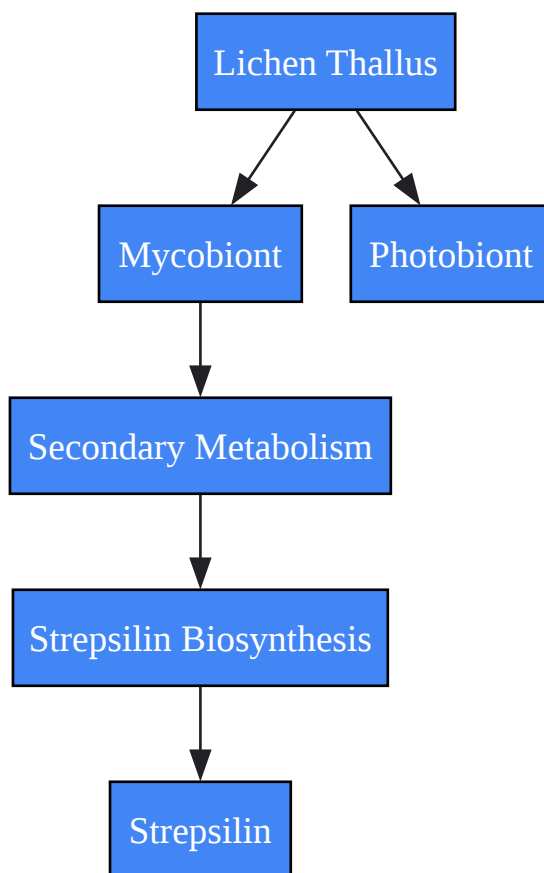 Lichen Thallus
Mycobiont
Photobiont
Secondary Metabolism
Strepsilin Biosynthesis
Strepsilin